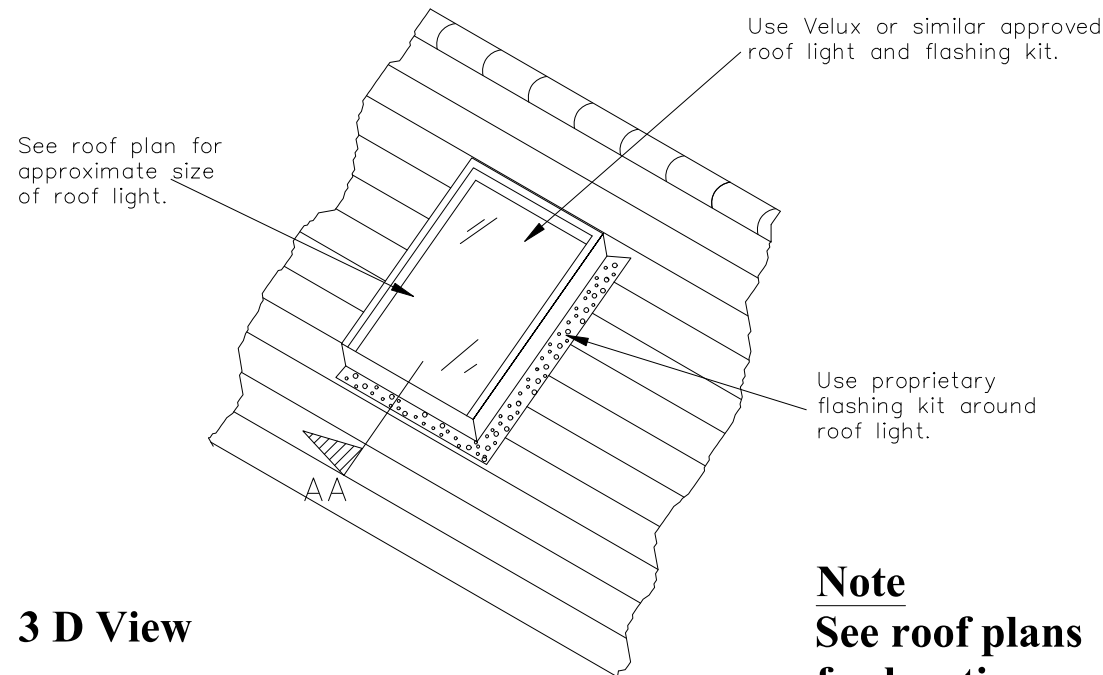 Use Velux or similar approved
roof light and flashing kit.
See roof plan for
approximate size
of roof light.
Use proprietary
flashing kit around
roof light.
AA
3 D View
Note
See roof plans